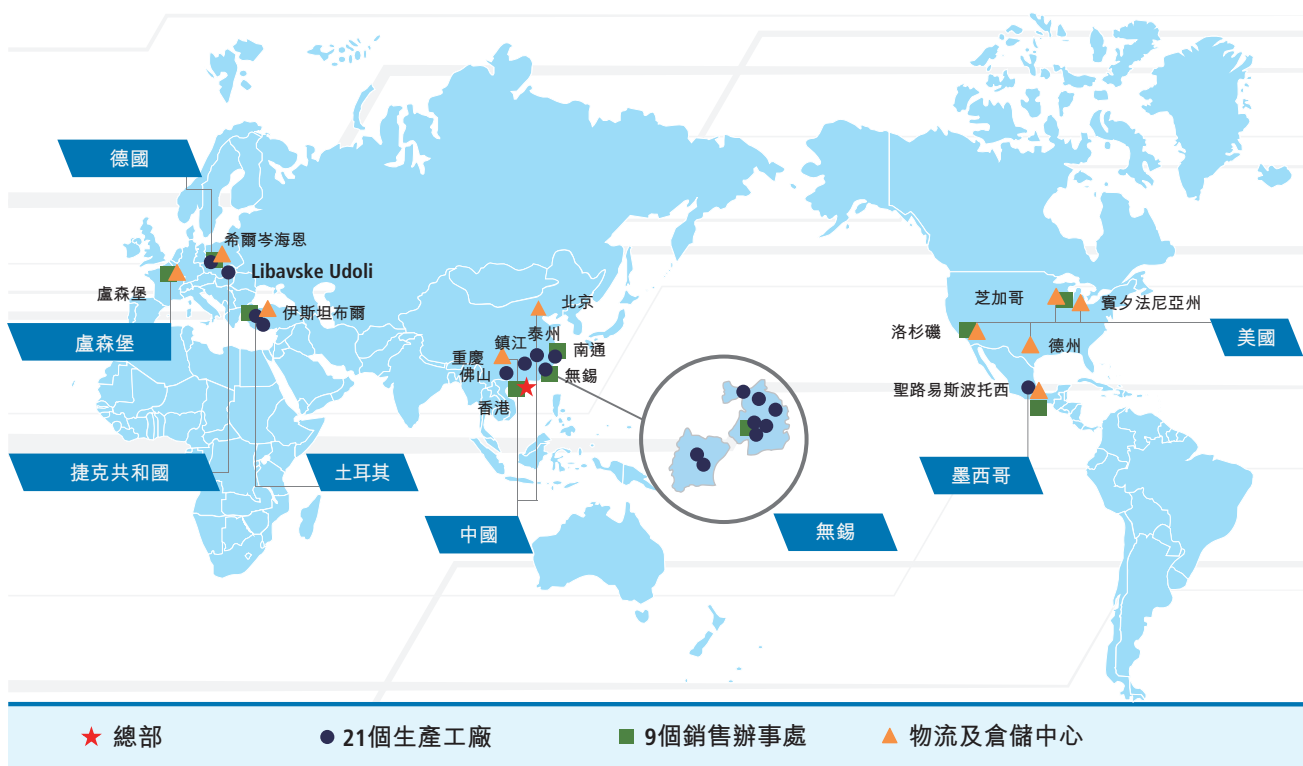 德國
希爾岑海恩
Libavske Udoli
盧森堡
伊斯坦布爾
盧森堡
捷克共和國
土耳其
北京
泰州
鎮江
南通
重慶
佛山
無錫
香港
中國
無錫
芝加哥
賓夕法尼亞州
洛杉磯
德州
美國
聖路易斯波托西
墨西哥
總部
21個生產工廠
9個銷售辦事處
物流及倉儲中心